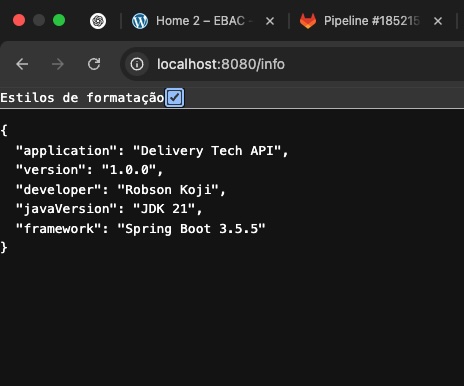 Home 2 – EBAC -
Pipeline #185215
localhost:8080/info
Estilos de formatação
{
"application": "Delivery Tech API",
"version": "1.0.0",
"developer": "Robson Koji",
"javaVersion": "JDK 21",
"framework": "Spring Boot 3.5.5"
}